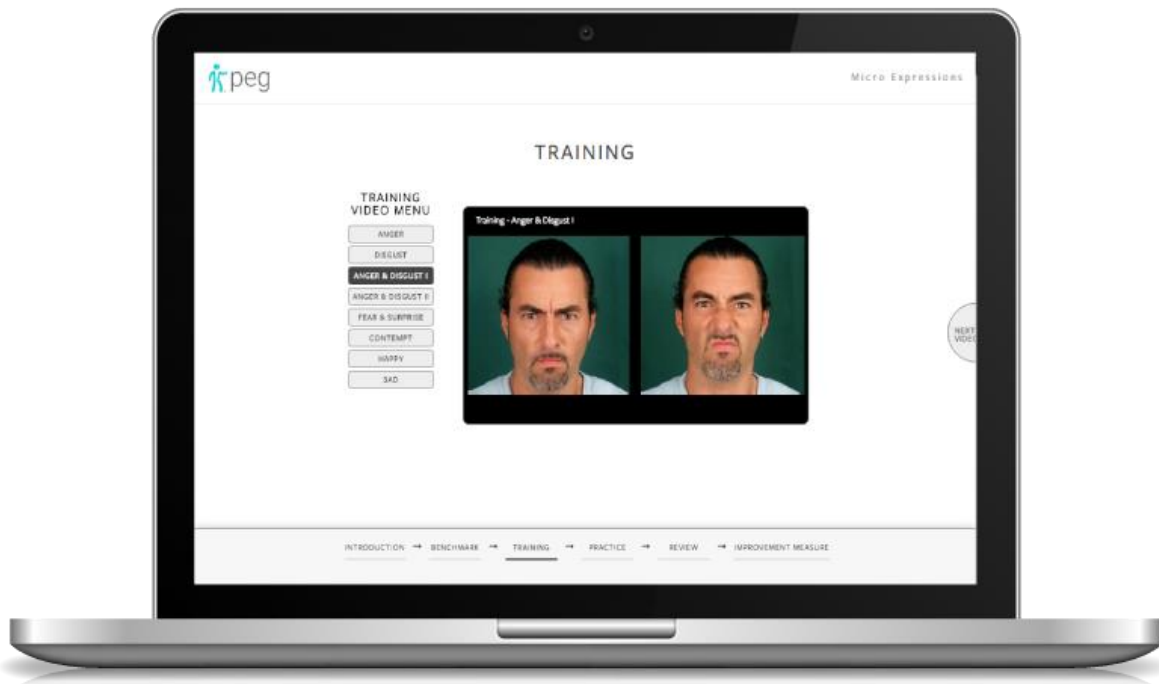 peg
Micro Expressions
TRAINING
TRAINING
VIDEO MENU
ANGER
DISGUST
ANGER & DISGUST I
ANGER & DISGUST II
FEAR & SURPRISE
CONTEMPT
HAPPY
SAD
Training - Anger & Disgust I
NEXT
VIDEO
INTRODUCTION → BENCHMARK → TRAINING → PRACTICE → REVIEW → IMPROVEMENT MEASURE